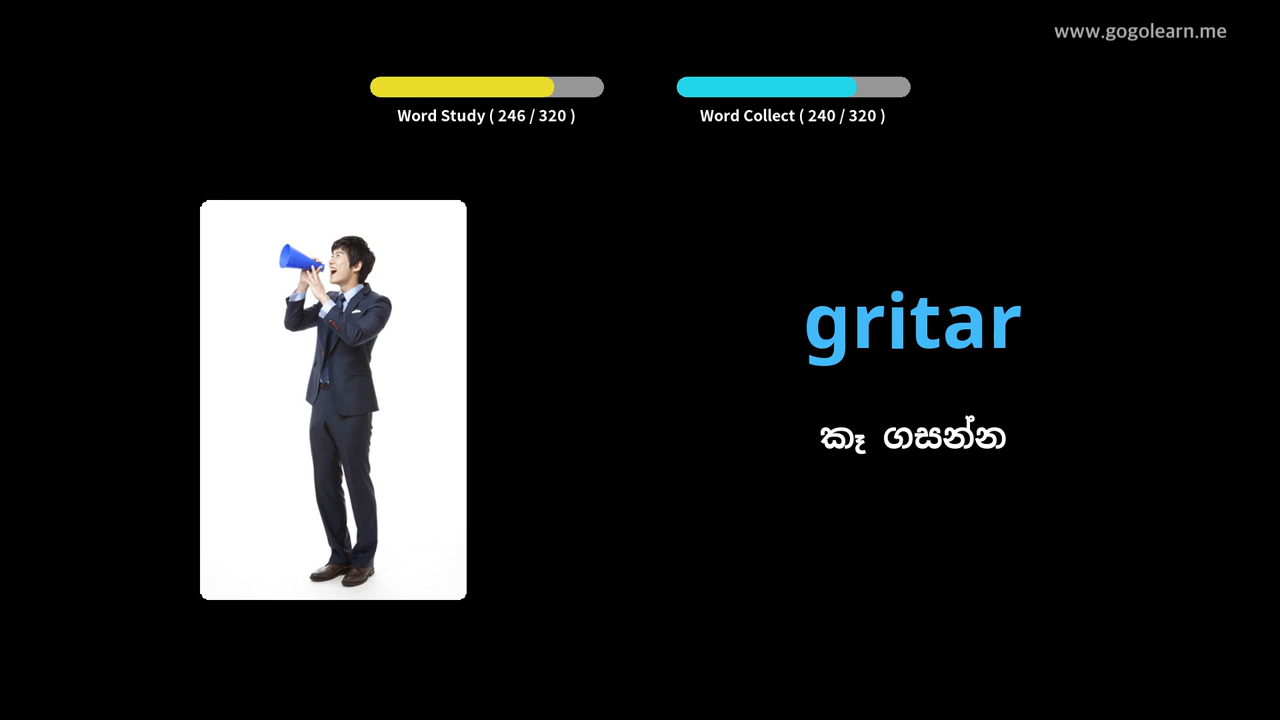 www.gogolearn.me
Word Study ( 246 / 320 )
Word Collect ( 240 / 320 )
gritar
කෑ ගසන්න